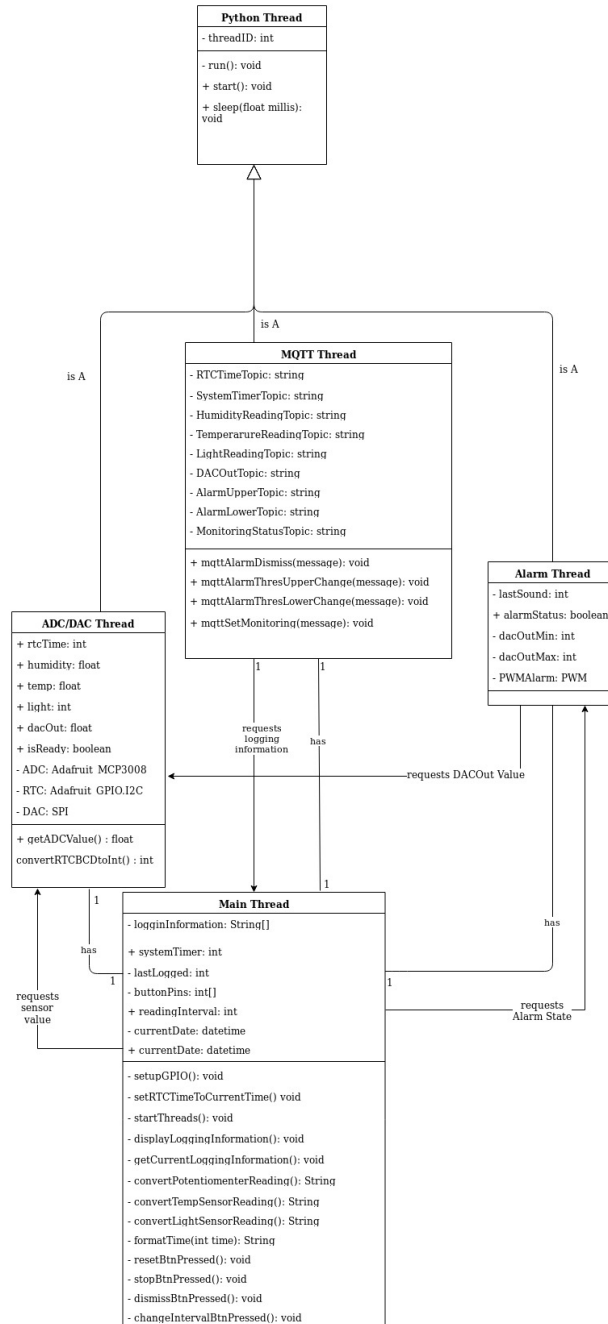 Python Thread
- threadID: int
- run(): void
+ start(): void
+ sleep(float millis):
void
is A
is A
is A
MQTT Thread
- RTCTimeTopic: string
- SystemTimerTopic: string
- HumidityReadingTopic: string
- TemperarureReadingTopic: string
- LightReadingTopic: string
- DACOutTopic: string
- AlarmUpperTopic: string
- AlarmLowerTopic: string
- MonitoringStatusTopic: string
+ mqttAlarmDismiss(message): void
+ mqttAlarmThresUpperChange(message): void
+ mqttAlarmThresLowerChange(message): void
+ mqttSetMonitoring(message): void
Alarm Thread
- lastSound: int
+ alarmStatus: boolean
- dacOutMin: int
- dacOutMax: int
- PWMAlarm: PWM
ADC/DAC Thread
+ rtcTime: int
+ humidity: float
+ temp: float
+ light: int
+ dacOut: float
+ isReady: boolean
- ADC: Adafruit_MCP3008
- RTC: Adafruit_GPIO.I2C
- DAC: SPI
+ getADCValue() : float
convertRTCBCDtoInt() : int
1
1
requests
logging
information
has
requests DACOut Value
1
1
has
1
requests
sensor
value
1
has
requests
Alarm State
Main Thread
- logginInformation: String[]
+ systemTimer: int
- lastLogged: int
- buttonPins: int[]
+ readingInterval: int
- currentDate: datetime
+ currentDate: datetime
- setupGPIO(): void
- setRTCTimeToCurrentTime() void
- startThreads(): void
- displayLoggingInformation(): void
- getCurrentLoggingInformation(): void
- convertPotentiomenterReading(): String
- convertTempSensorReading(): String
- convertLightSensorReading(): String
- formatTime(int time): String
- resetBtnPressed(): void
- stopBtnPressed(): void
- dismissBtnPressed(): void
- changeIntervalBtnPressed(): void